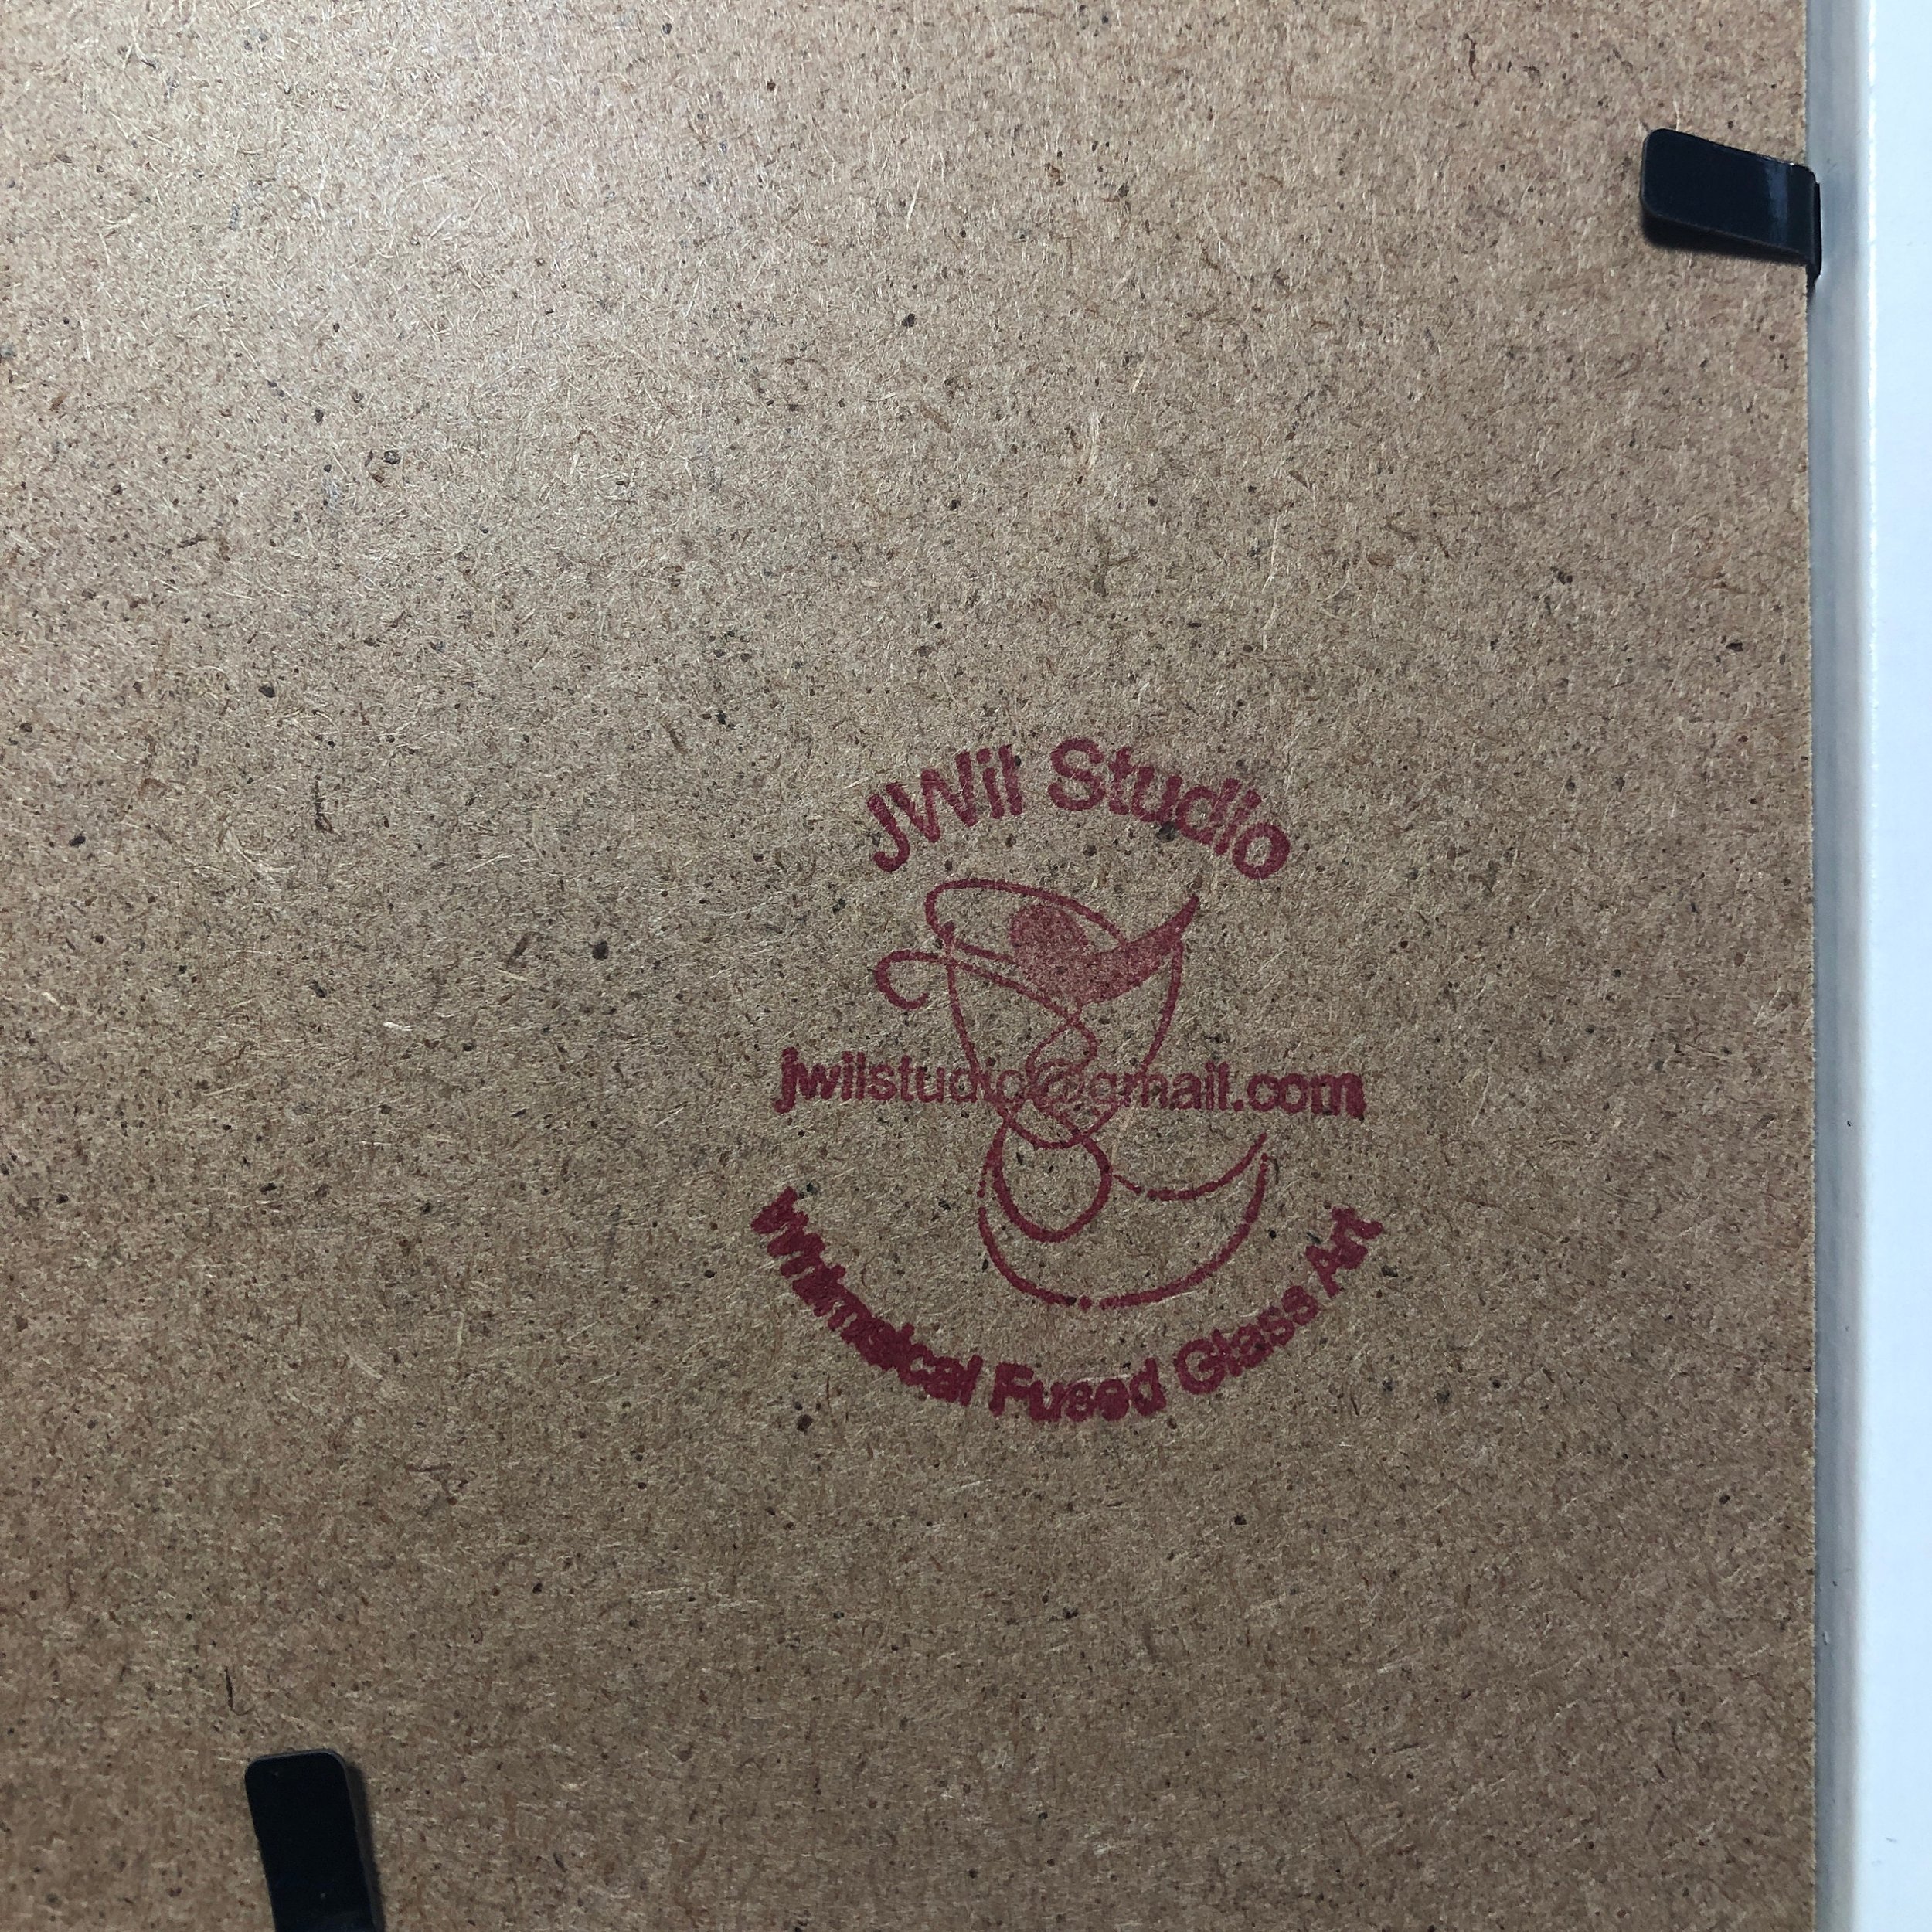 JWil Studio
jwilstudio@gmail.com
Whimsical Fused Glass Art